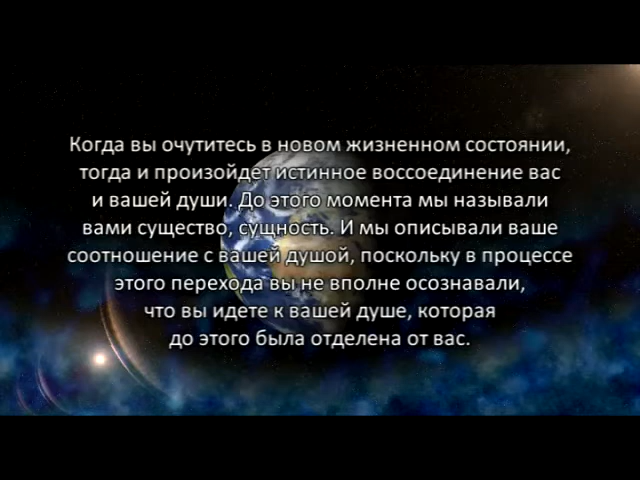 Когда вы очутитесь в новом жизненном состоянии,
тогда и произойдет истинное воссоединение вас
и вашей души. До этого момента мы называли
вами существо, сущность. И мы описывали ваше
соотношение с вашей душой, поскольку в процессе
этого перехода вы не вполне осознавали,
что вы идете к вашей душе, которая
до этого была отделена от вас.